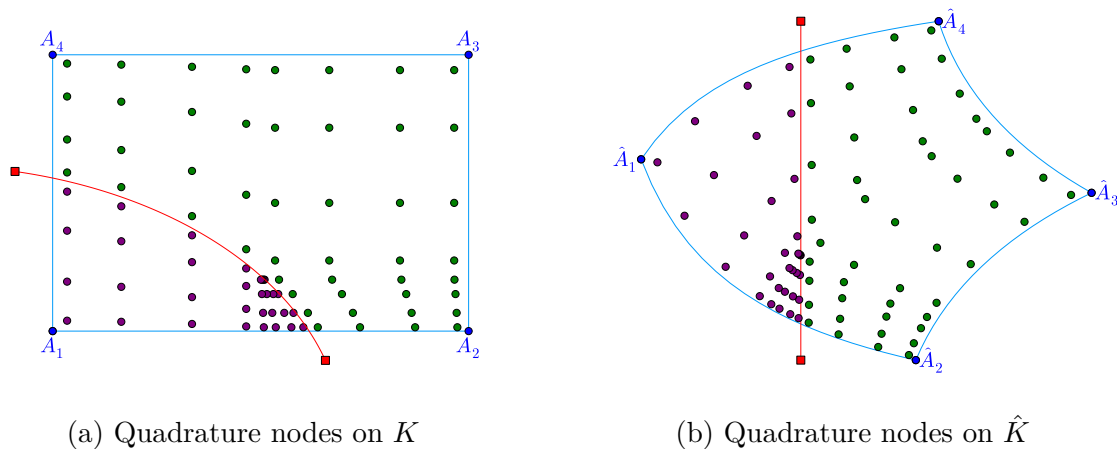 A₄
A₃
A₁
A₂
Â₄
Â₁
Â₃
Â₂
(a) Quadrature nodes on K
(b) Quadrature nodes on K̂